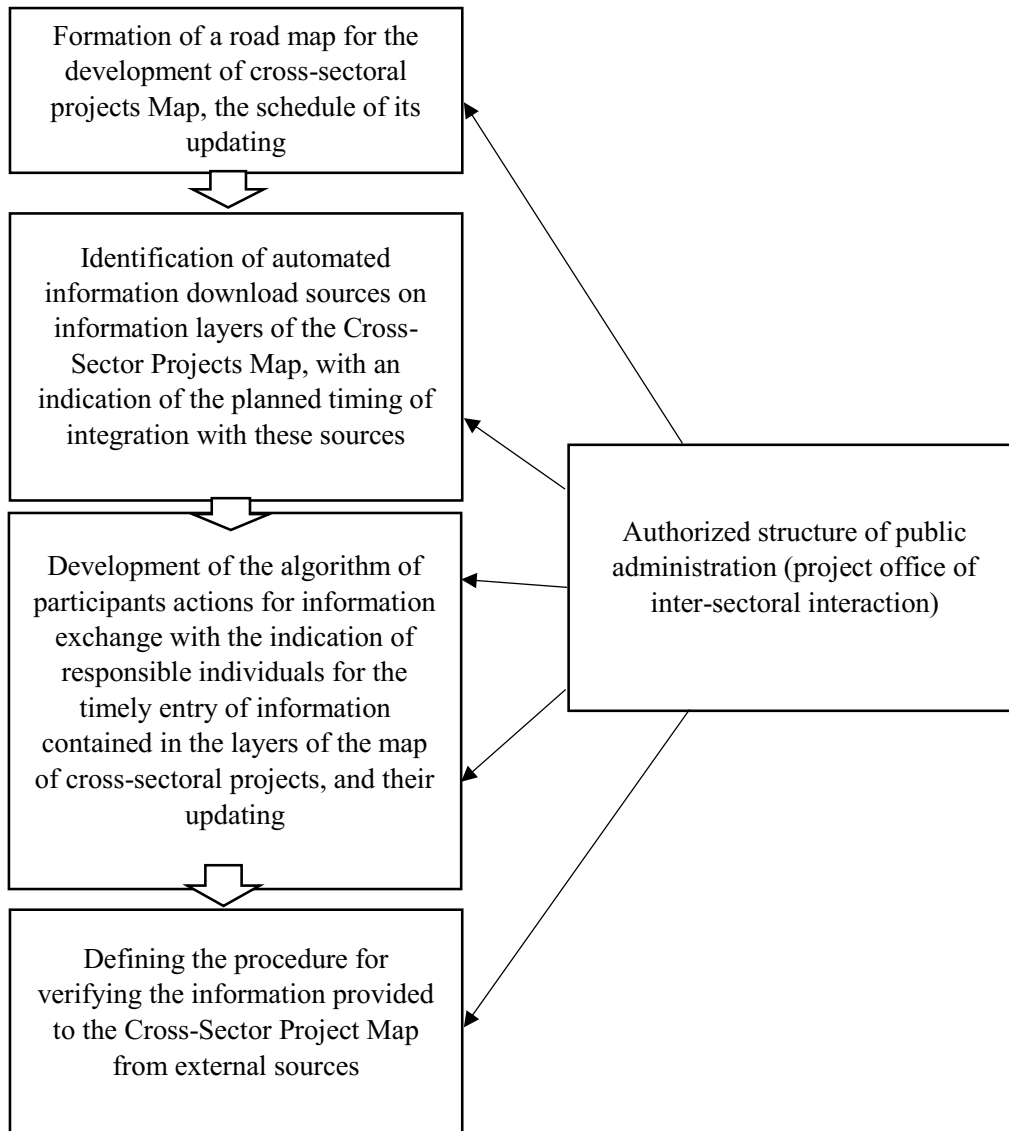 Formation of a road map for the
development of cross-sectoral
projects Map, the schedule of its
updating
Identification of automated
information download sources on
information layers of the Cross-
Sector Projects Map, with an
indication of the planned timing of
integration with these sources
Development of the algorithm of
participants actions for information
exchange with the indication of
responsible individuals for the
timely entry of information
contained in the layers of the map
of cross-sectoral projects, and their
updating
Defining the procedure for
verifying the information provided
to the Cross-Sector Project Map
from external sources
Authorized structure of public
administration (project office of
inter-sectoral interaction)